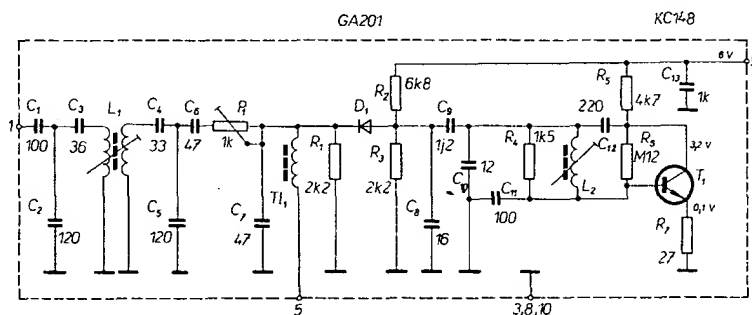 GA201 KC148
6 V
C₁ C₃ L₁ C₄ C₆ P₁ R₂ 6k8 D₁ C₉ R₅ 4k7 C₁₃ 1k
1 100 36 33 47 1k 1j2 R₄ 1k5 220 C₁₂ R₅ M12 3,2 V T₁
C₂ 120 C₅ 120 C₇ 47 Tl₁ R₁ 2k2 R₃ 2k2 C₈ 16 C₁₀ 12 C₁₁ 100 L₂ 0,1 V R₇ 27
5 3,8,10